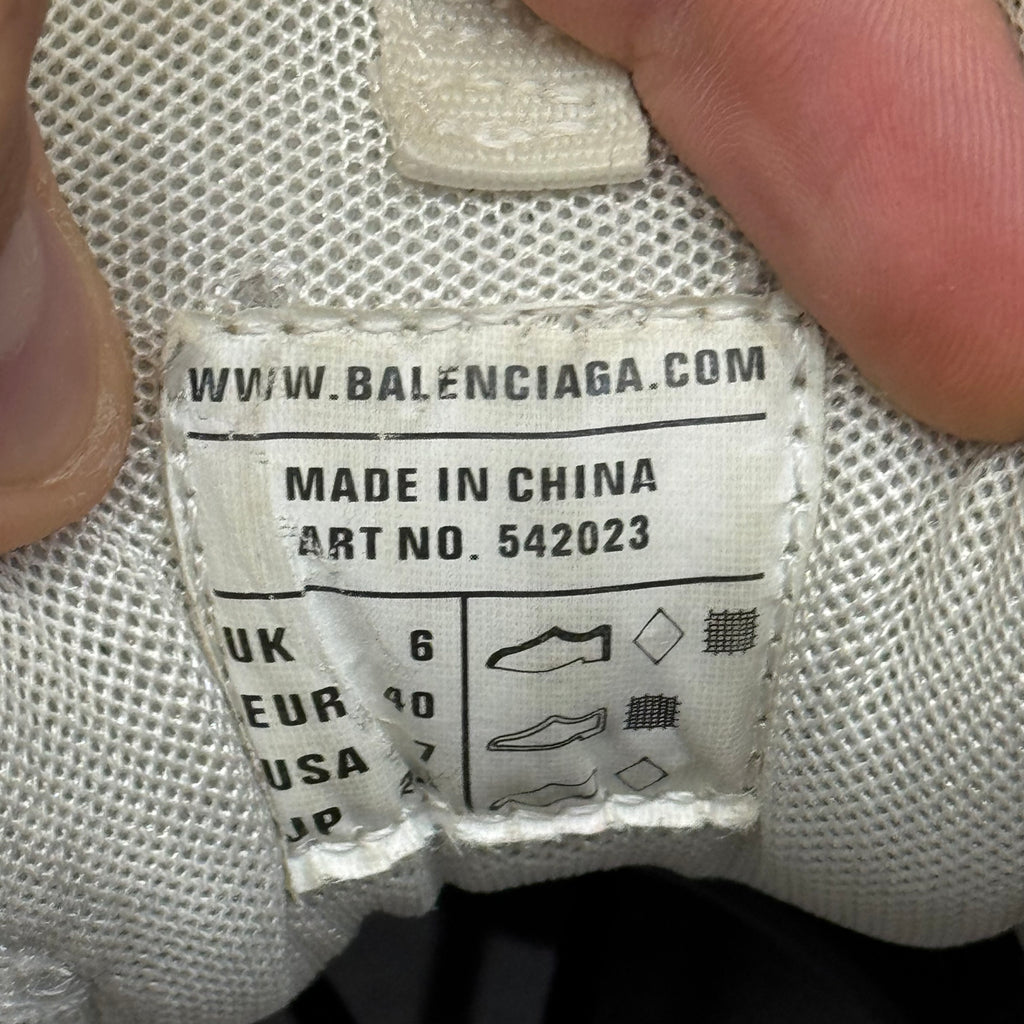 WWW.BALENCIAGA.COM
MADE IN CHINA
ART NO. 542023
UK 6
EUR 40
USA 7
JP